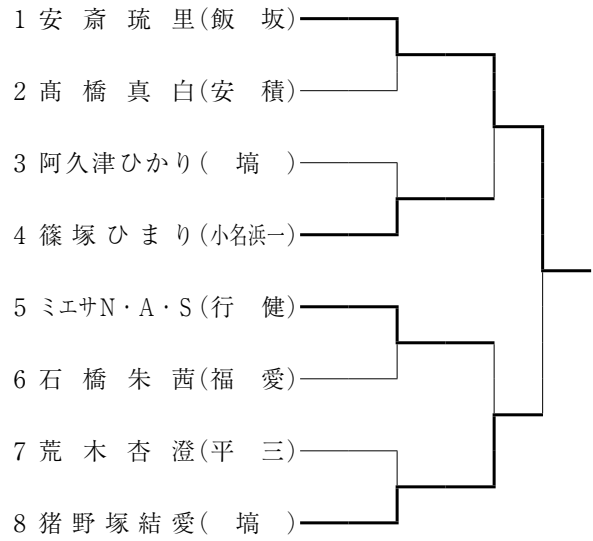 1 安斎琉里(飯坂)
2 髙橋真白(安積)
3 阿久津ひかり(塙)
4 篠塚ひまり(小名浜一)
5 ミエサN・A・S(行健)
6 石橋朱茜(福愛)
7 荒木杏澄(平三)
8 猪野塚結愛(塙)